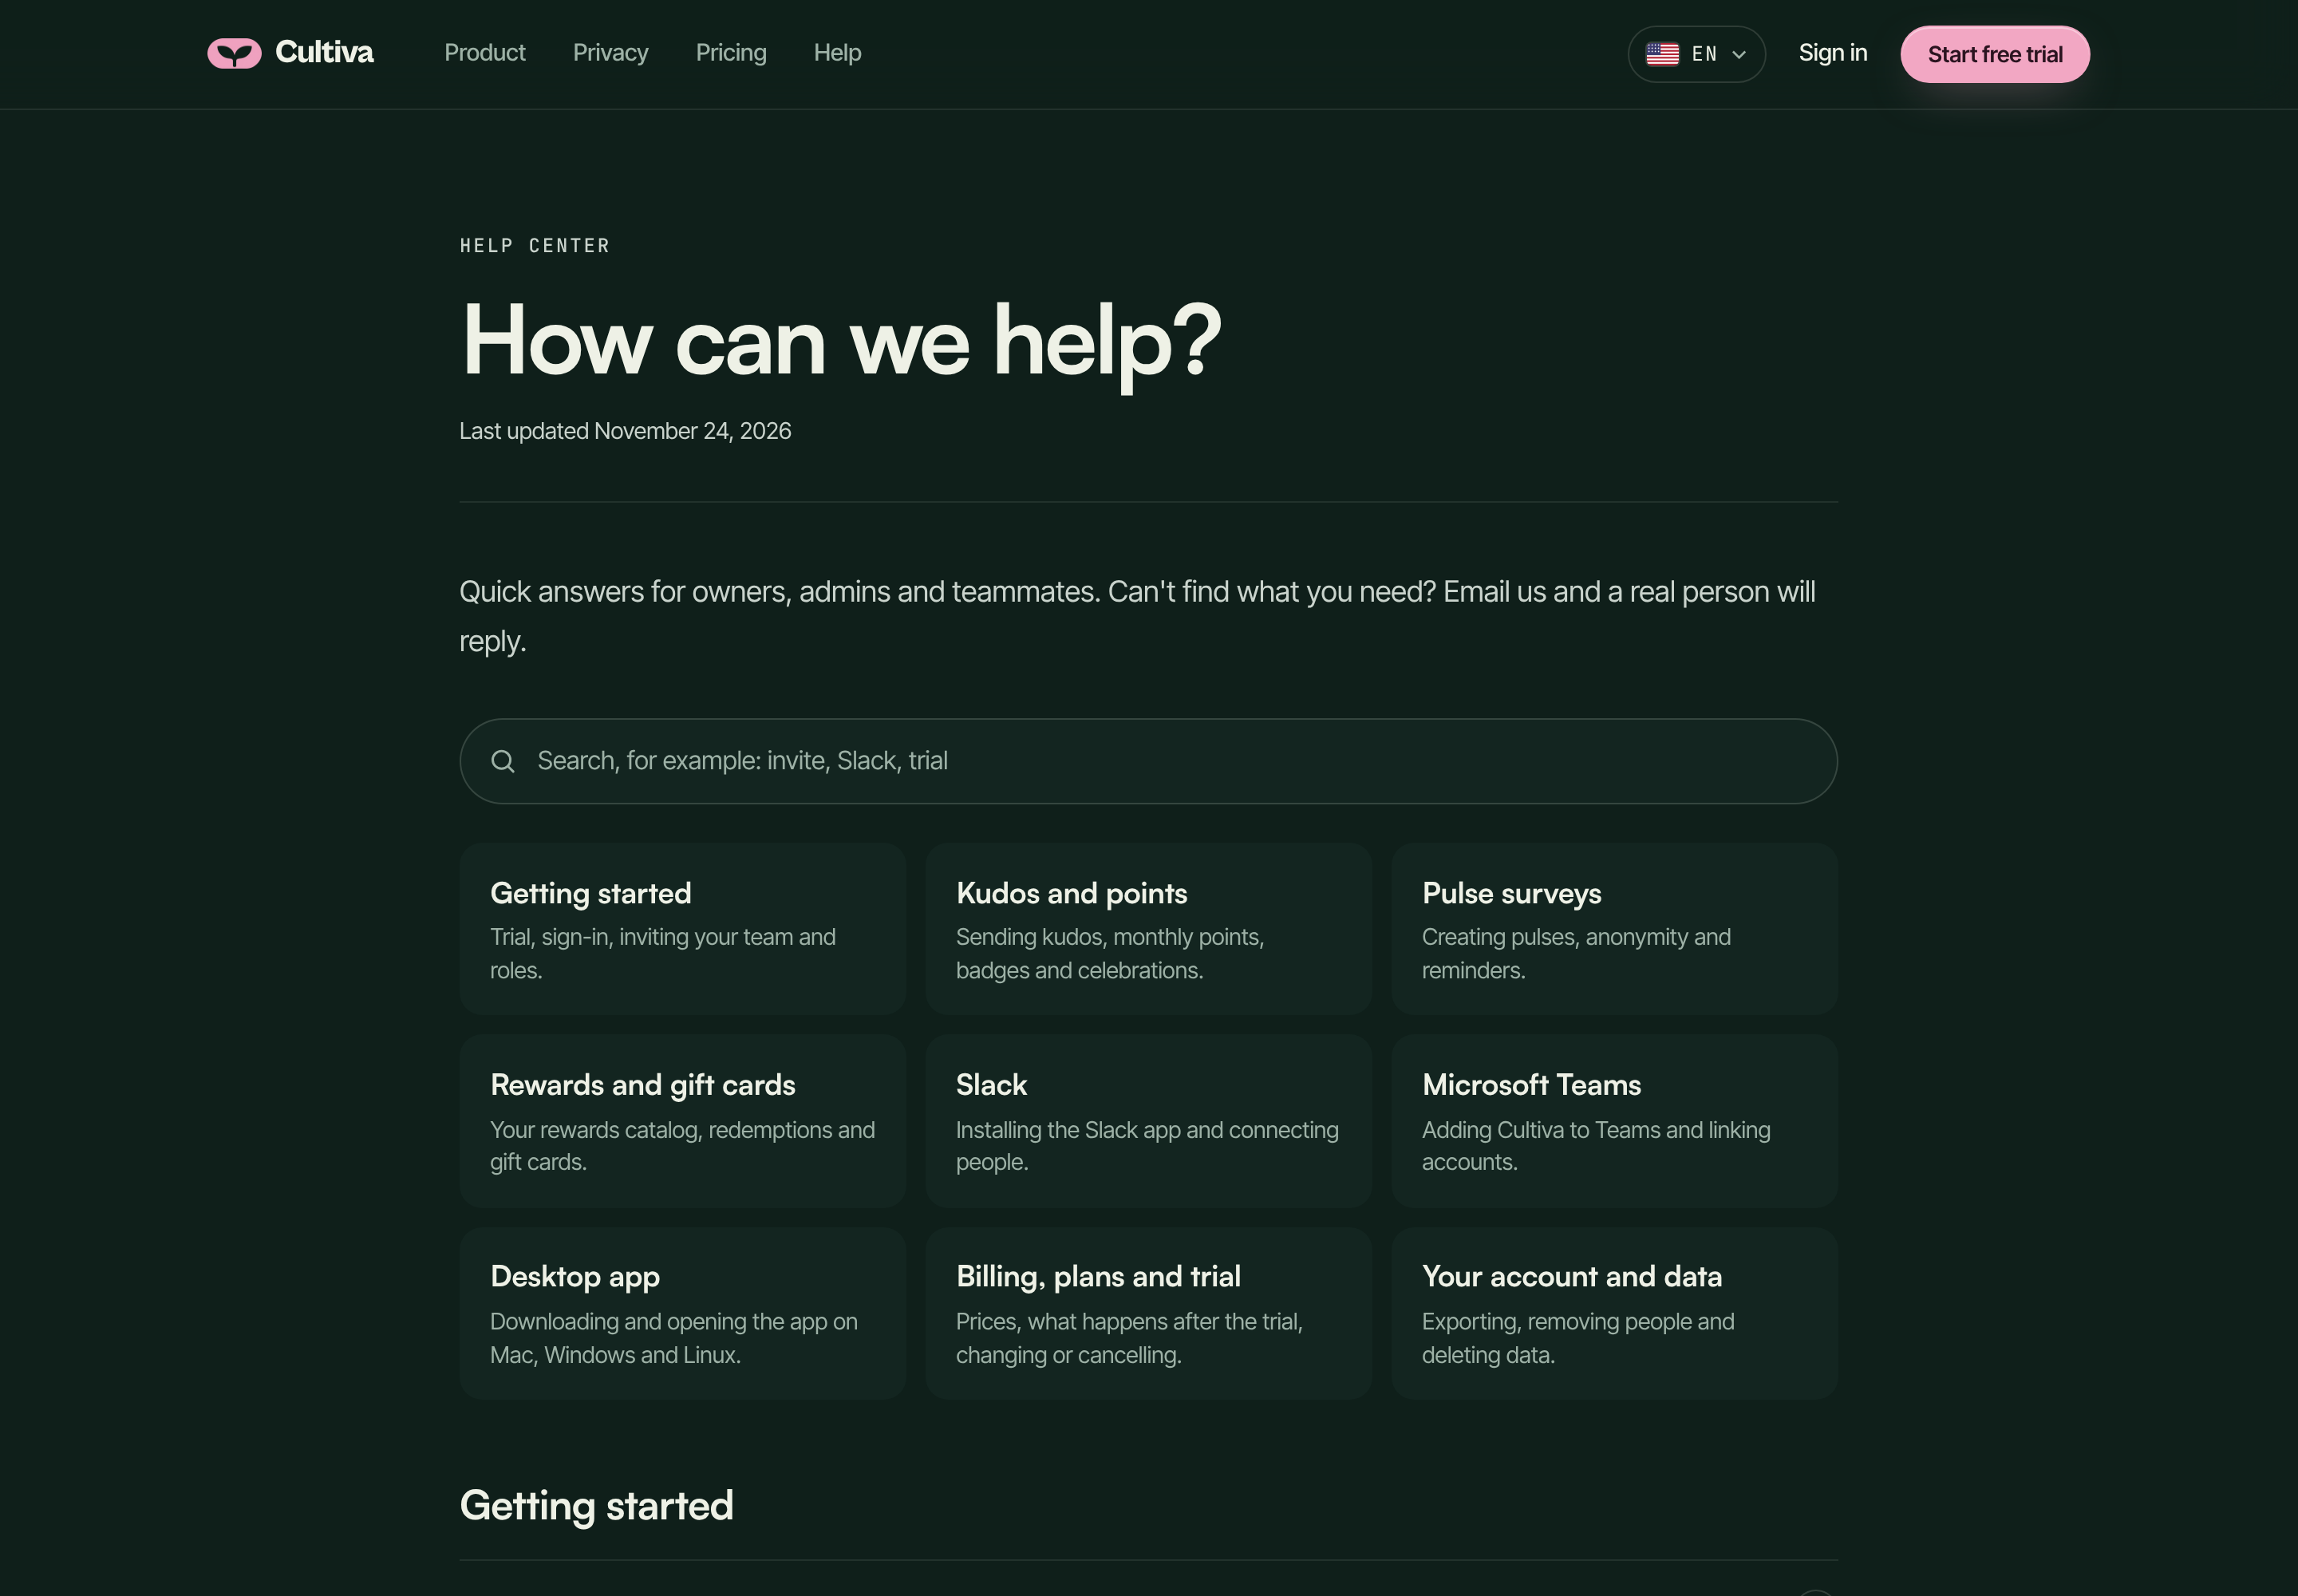 Cultiva
Product
Privacy
Pricing
Help
EN
Sign in
Start free trial
HELP CENTER
How can we help?
Last updated November 24, 2026
Quick answers for owners, admins and teammates. Can't find what you need? Email us and a real person will
reply.
Search, for example: invite, Slack, trial
Getting started
Trial, sign-in, inviting your team and
roles.
Kudos and points
Sending kudos, monthly points,
badges and celebrations.
Pulse surveys
Creating pulses, anonymity and
reminders.
Rewards and gift cards
Your rewards catalog, redemptions and
gift cards.
Slack
Installing the Slack app and connecting
people.
Microsoft Teams
Adding Cultiva to Teams and linking
accounts.
Desktop app
Downloading and opening the app on
Mac, Windows and Linux.
Billing, plans and trial
Prices, what happens after the trial,
changing or cancelling.
Your account and data
Exporting, removing people and
deleting data.
Getting started